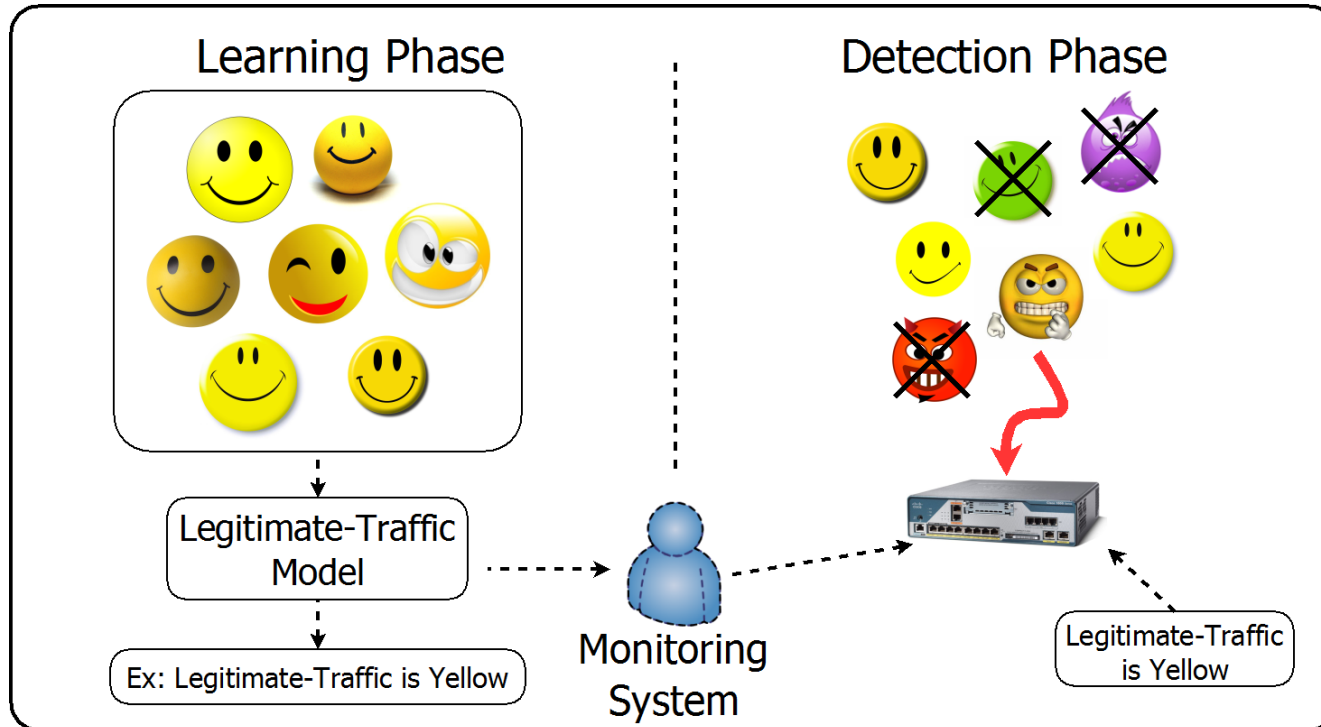 Learning Phase
Detection Phase
Legitimate-Traffic
Model
Ex: Legitimate-Traffic is Yellow
Monitoring
System
Legitimate-Traffic
is Yellow